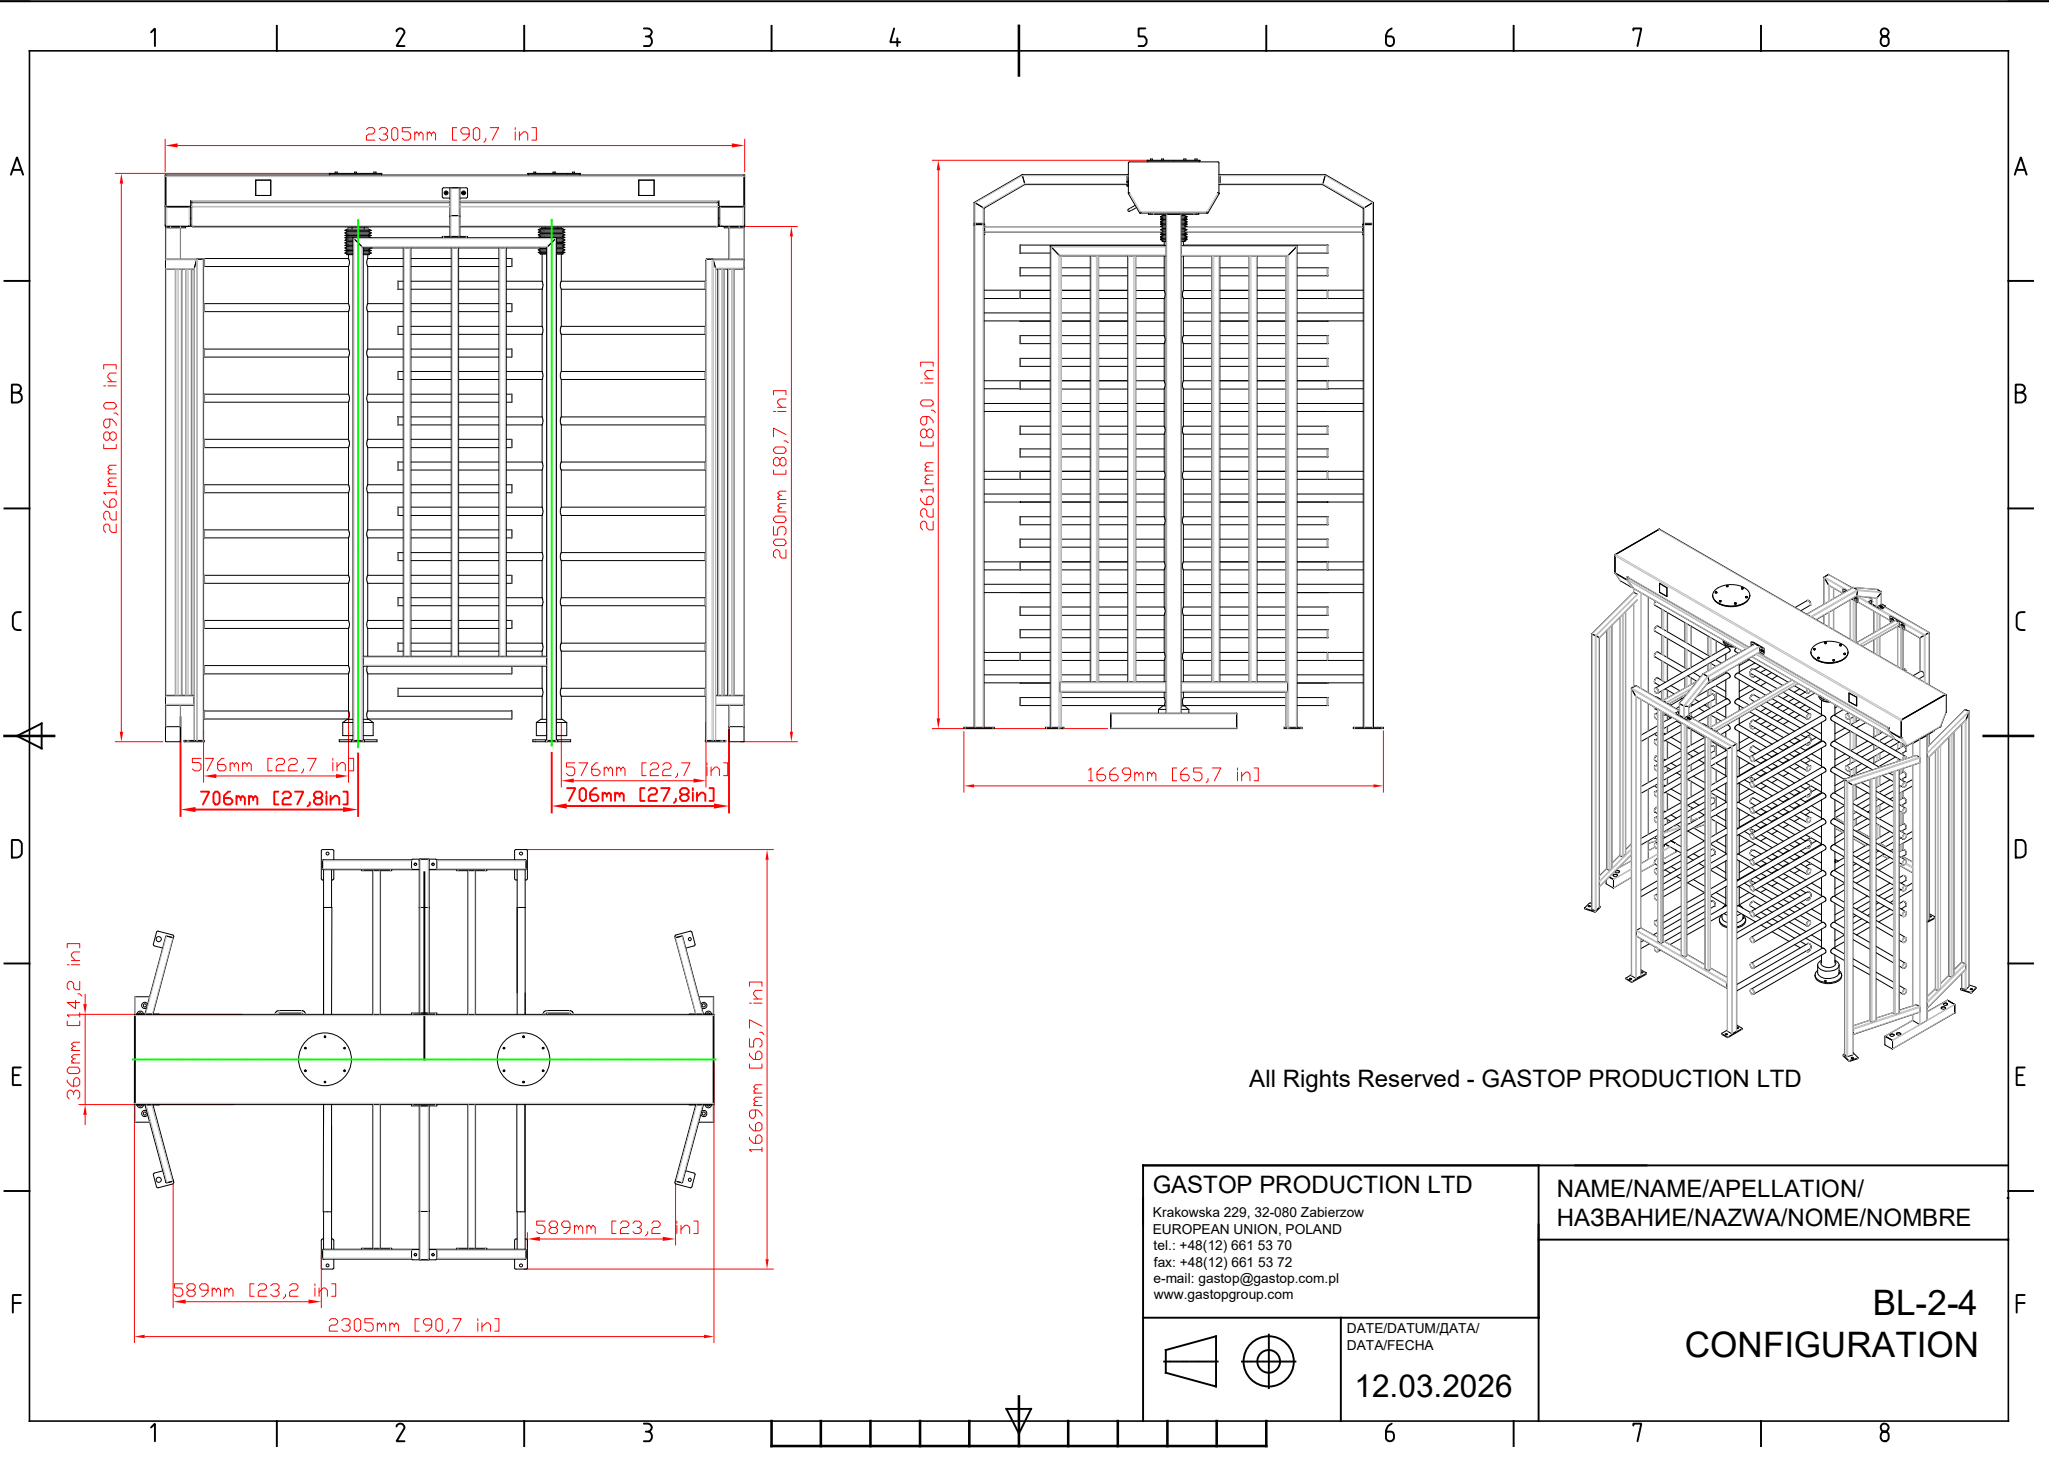 1 2 3 4 5 6 7 8
A A
B B
C C
D D
E E
F F
2305mm [90,7 in]
2261mm [89,0 in]
2050mm [80,7 in]
576mm [22,7 in]
576mm [22,7 in]
706mm [27,8in]
706mm [27,8in]
2261mm [89,0 in]
1669mm [65,7 in]
360mm [14,2 in]
1669mm [65,7 in]
589mm [23,2 in]
589mm [23,2 in]
2305mm [90,7 in]
All Rights Reserved - GASTOP PRODUCTION LTD
GASTOP PRODUCTION LTD
Krakowska 229, 32-080 Zabierzow
EUROPEAN UNION, POLAND
tel.: +48(12) 661 53 70
fax: +48(12) 661 53 72
e-mail: gastop@gastop.com.pl
www.gastopgroup.com
NAME/NAME/APELLATION/
НАЗВАНИЕ/NAZWA/NOME/NOMBRE
DATE/DATUM/ДАТА/
DATA/FECHA
12.03.2026
BL-2-4
CONFIGURATION
1 2 3 6 7 8